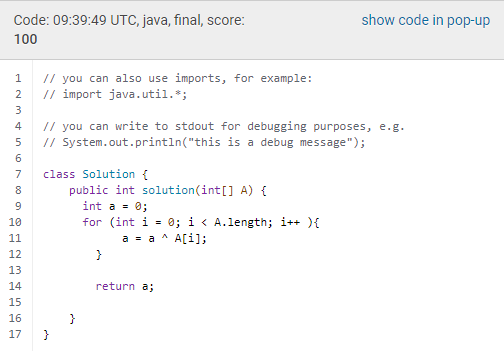 Code: 09:39:49 UTC, java, final, score: show code in pop-up
100
1 // you can also use imports, for example:
2 // import java.util.*;
3
4 // you can write to stdout for debugging purposes, e.g.
5 // System.out.println("this is a debug message");
6
7 class Solution {
8     public int solution(int[] A) {
9       int a = 0;
10       for (int i = 0; i < A.length; i++ ){
11             a = a ^ A[i];
12         }
13
14         return a;
15
16     }
17 }